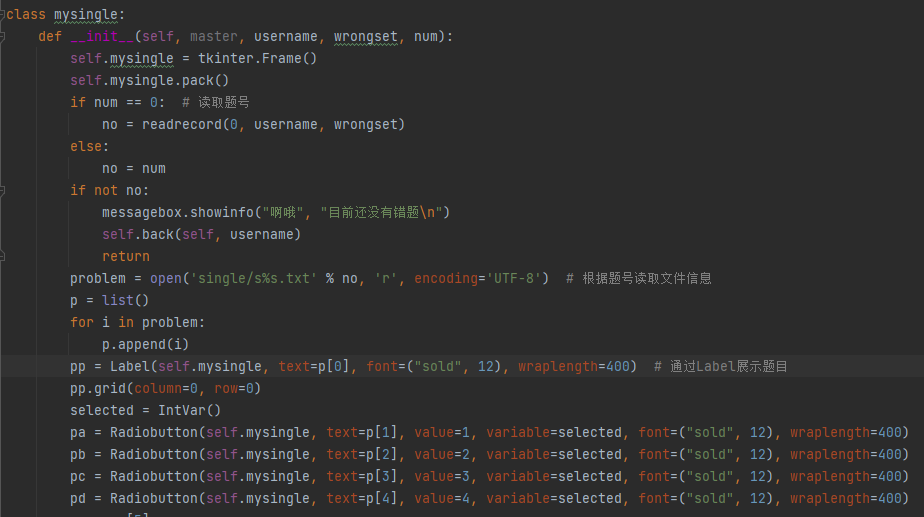 class mysingle:
    def __init__(self, master, username, wrongset, num):
        self.mysingle = tkinter.Frame()
        self.mysingle.pack()
        if num == 0:  # 读取题号
            no = readrecord(0, username, wrongset)
        else:
            no = num
        if not no:
            messagebox.showinfo("啊哦", "目前还没有错题\n")
            self.back(self, username)
            return
        problem = open('single/s%s.txt' % no, 'r', encoding='UTF-8')  # 根据题号读取文件信息
        p = list()
        for i in problem:
            p.append(i)
        pp = Label(self.mysingle, text=p[0], font=("sold", 12), wraplength=400)  # 通过Label展示题目
        pp.grid(column=0, row=0)
        selected = IntVar()
        pa = Radiobutton(self.mysingle, text=p[1], value=1, variable=selected, font=("sold", 12), wraplength=400)
        pb = Radiobutton(self.mysingle, text=p[2], value=2, variable=selected, font=("sold", 12), wraplength=400)
        pc = Radiobutton(self.mysingle, text=p[3], value=3, variable=selected, font=("sold", 12), wraplength=400)
        pd = Radiobutton(self.mysingle, text=p[4], value=4, variable=selected, font=("sold", 12), wraplength=400)